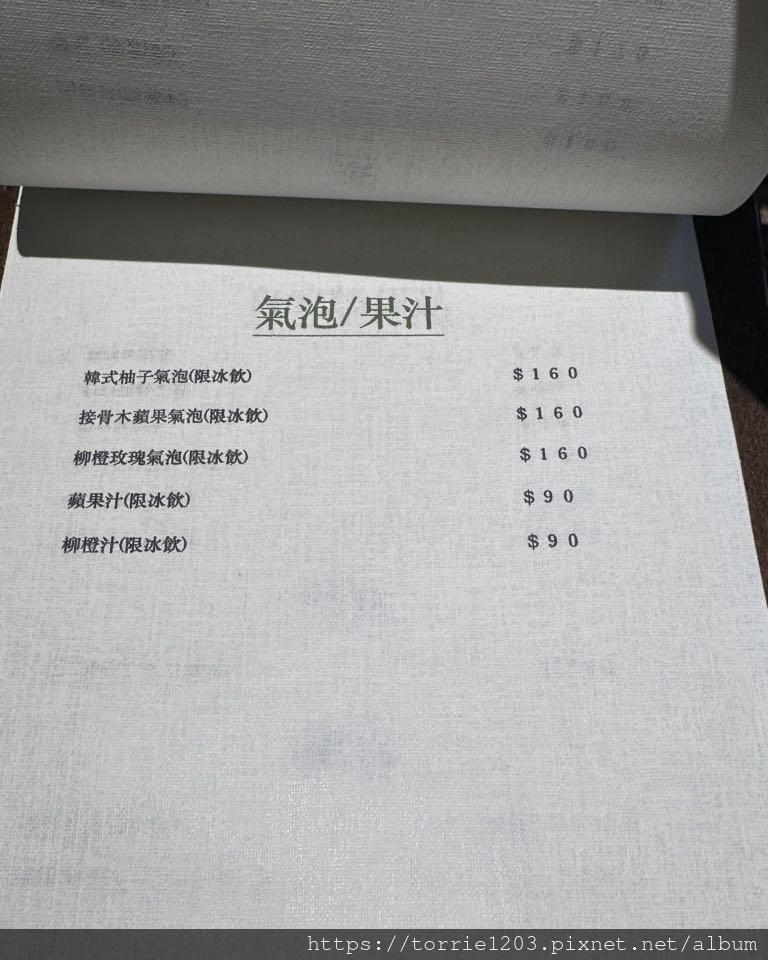 氣泡/果汁
韓式柚子氣泡(限冰飲) $160
接骨木蘋果氣泡(限冰飲) $160
柳橙玫瑰氣泡(限冰飲) $160
蘋果汁(限冰飲) $90
柳橙汁(限冰飲) $90
https://torrie1203.pixnet.net/album